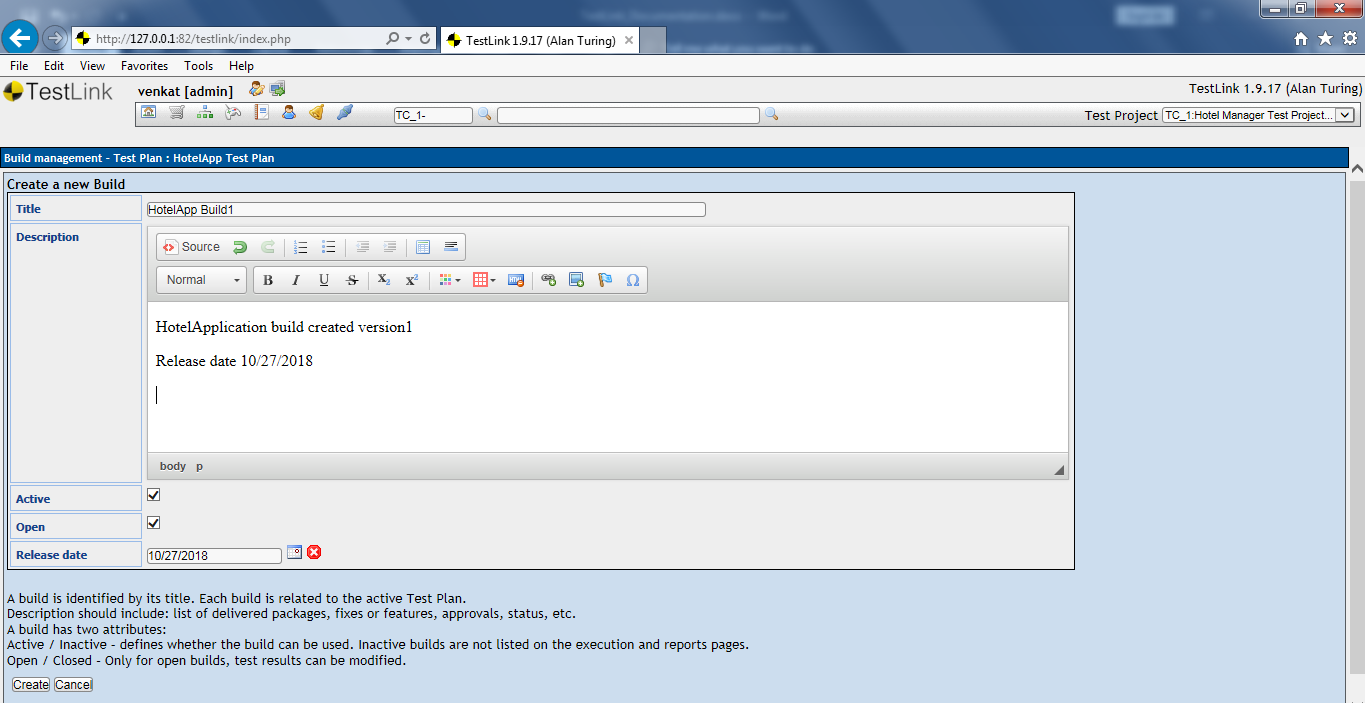 http://127.0.0.1:82/testlink/index.php
TestLink 1.9.17 (Alan Turing)
File Edit View Favorites Tools Help
TestLink
venkat [admin]
TestLink 1.9.17 (Alan Turing)
TC_1-
Test Project TC_1:Hotel Manager Test Project...
Build management - Test Plan : HotelApp Test Plan
Create a new Build
Title
HotelApp Build1
Description
Source
Normal
B I U S X₂ X² Ω
HotelApplication build created version1
Release date 10/27/2018
body p
Active
Open
Release date
10/27/2018
A build is identified by its title. Each build is related to the active Test Plan.
Description should include: list of delivered packages, fixes or features, approvals, status, etc.
A build has two attributes:
Active / Inactive - defines whether the build can be used. Inactive builds are not listed on the execution and reports pages.
Open / Closed - Only for open builds, test results can be modified.
Create Cancel